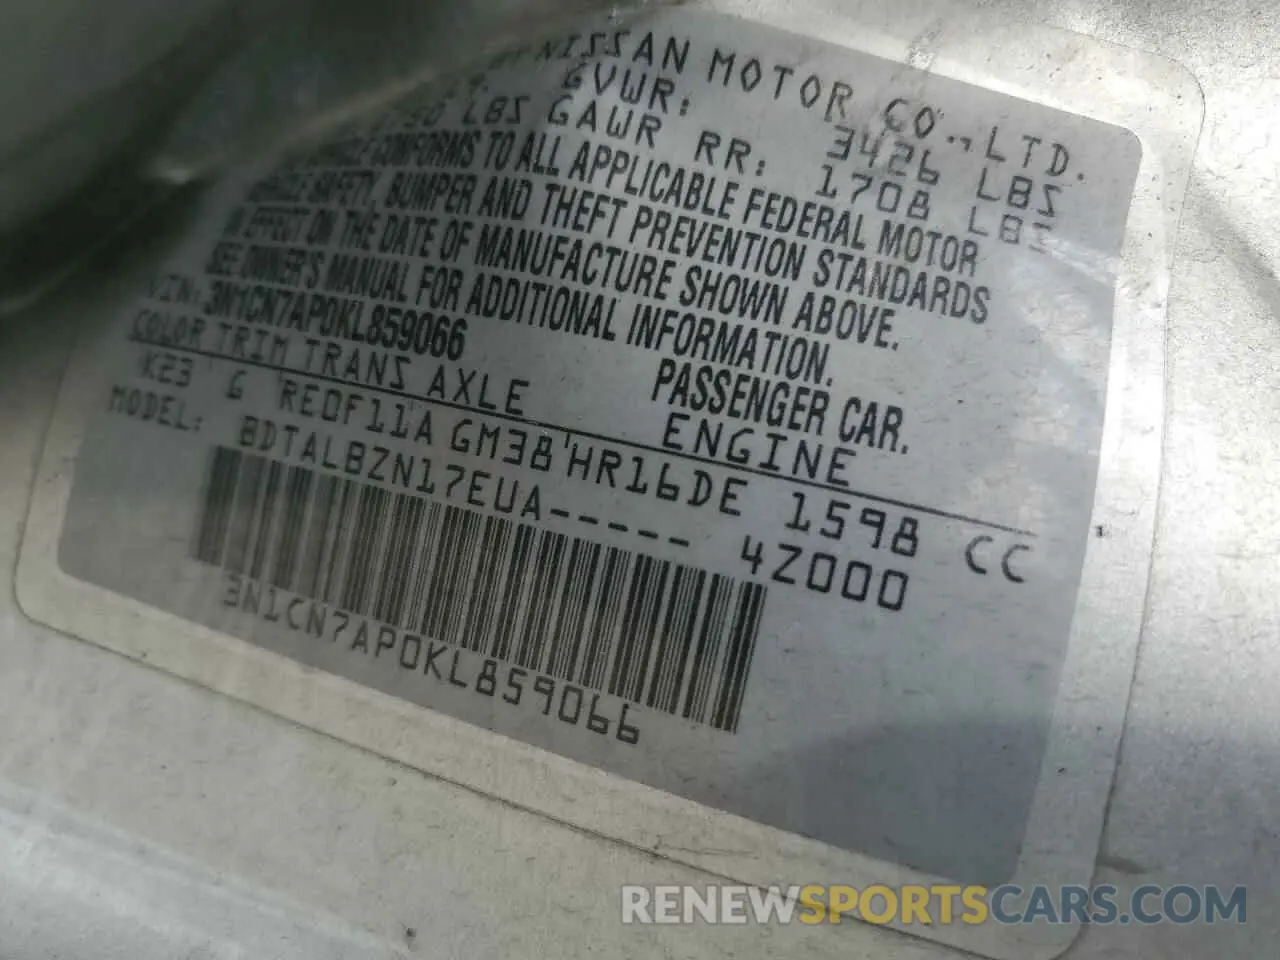 NISSAN MOTOR CO., LTD.
GVWR: 3426 LBS
LBS GAWR RR: 1708 LBS
CONFORMS TO ALL APPLICABLE FEDERAL MOTOR
SAFETY, BUMPER AND THEFT PREVENTION STANDARDS
IN EFFECT ON THE DATE OF MANUFACTURE SHOWN ABOVE.
SEE OWNER'S MANUAL FOR ADDITIONAL INFORMATION.
VIN: 3N1CN7AP0KL859066 PASSENGER CAR.
COLOR TRIM TRANS AXLE ENGINE
K23 G RE0F11A GM38 HR16DE 1598 CC
MODEL: BDTALBZN17EUA----- 4Z000
3N1CN7AP0KL859066
RENEWSPORTSCARS.COM